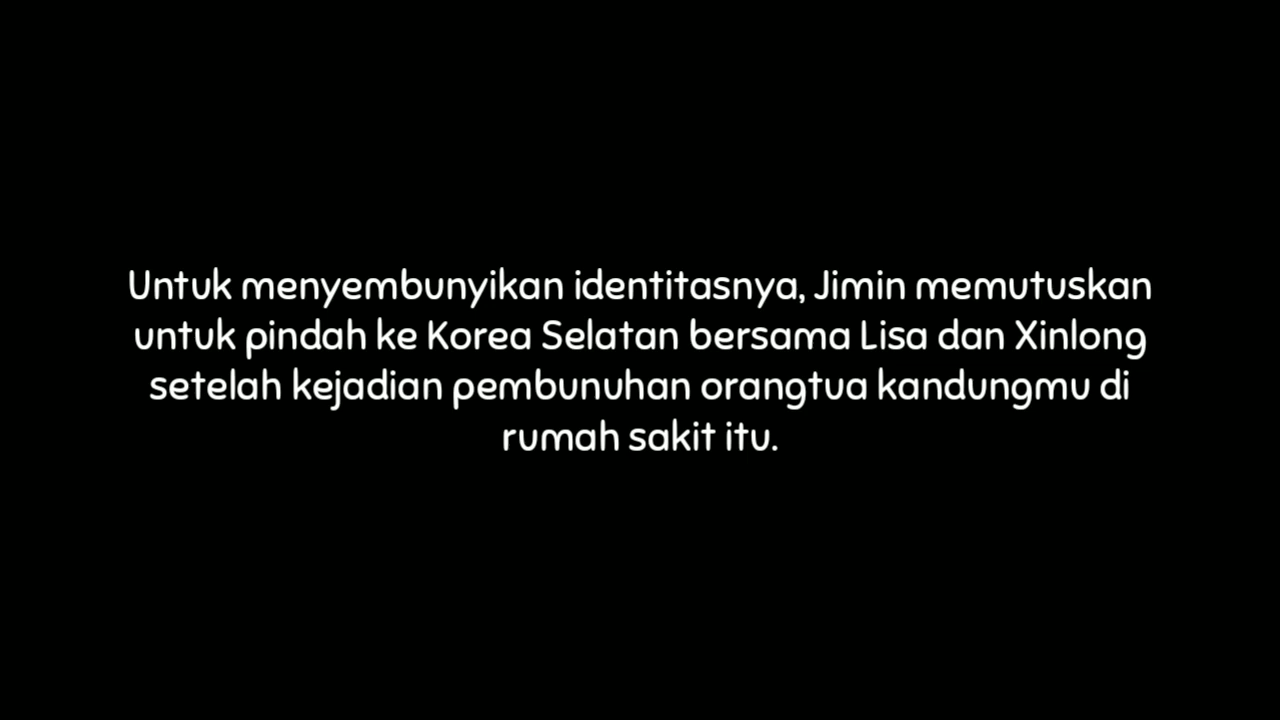 Untuk menyembunyikan identitasnya, Jimin memutuskan
untuk pindah ke Korea Selatan bersama Lisa dan Xinlong
setelah kejadian pembunuhan orangtua kandungmu di
rumah sakit itu.